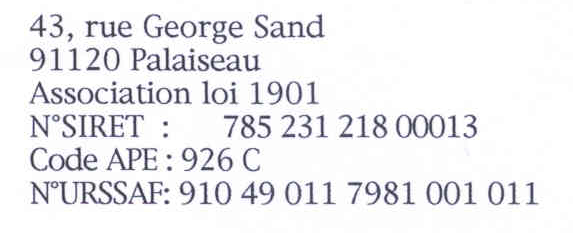 43, rue George Sand
91120 Palaiseau
Association loi 1901
N°SIRET : 785 231 218 00013
Code APE : 926 C
N°URSSAF: 910 49 011 7981 001 011